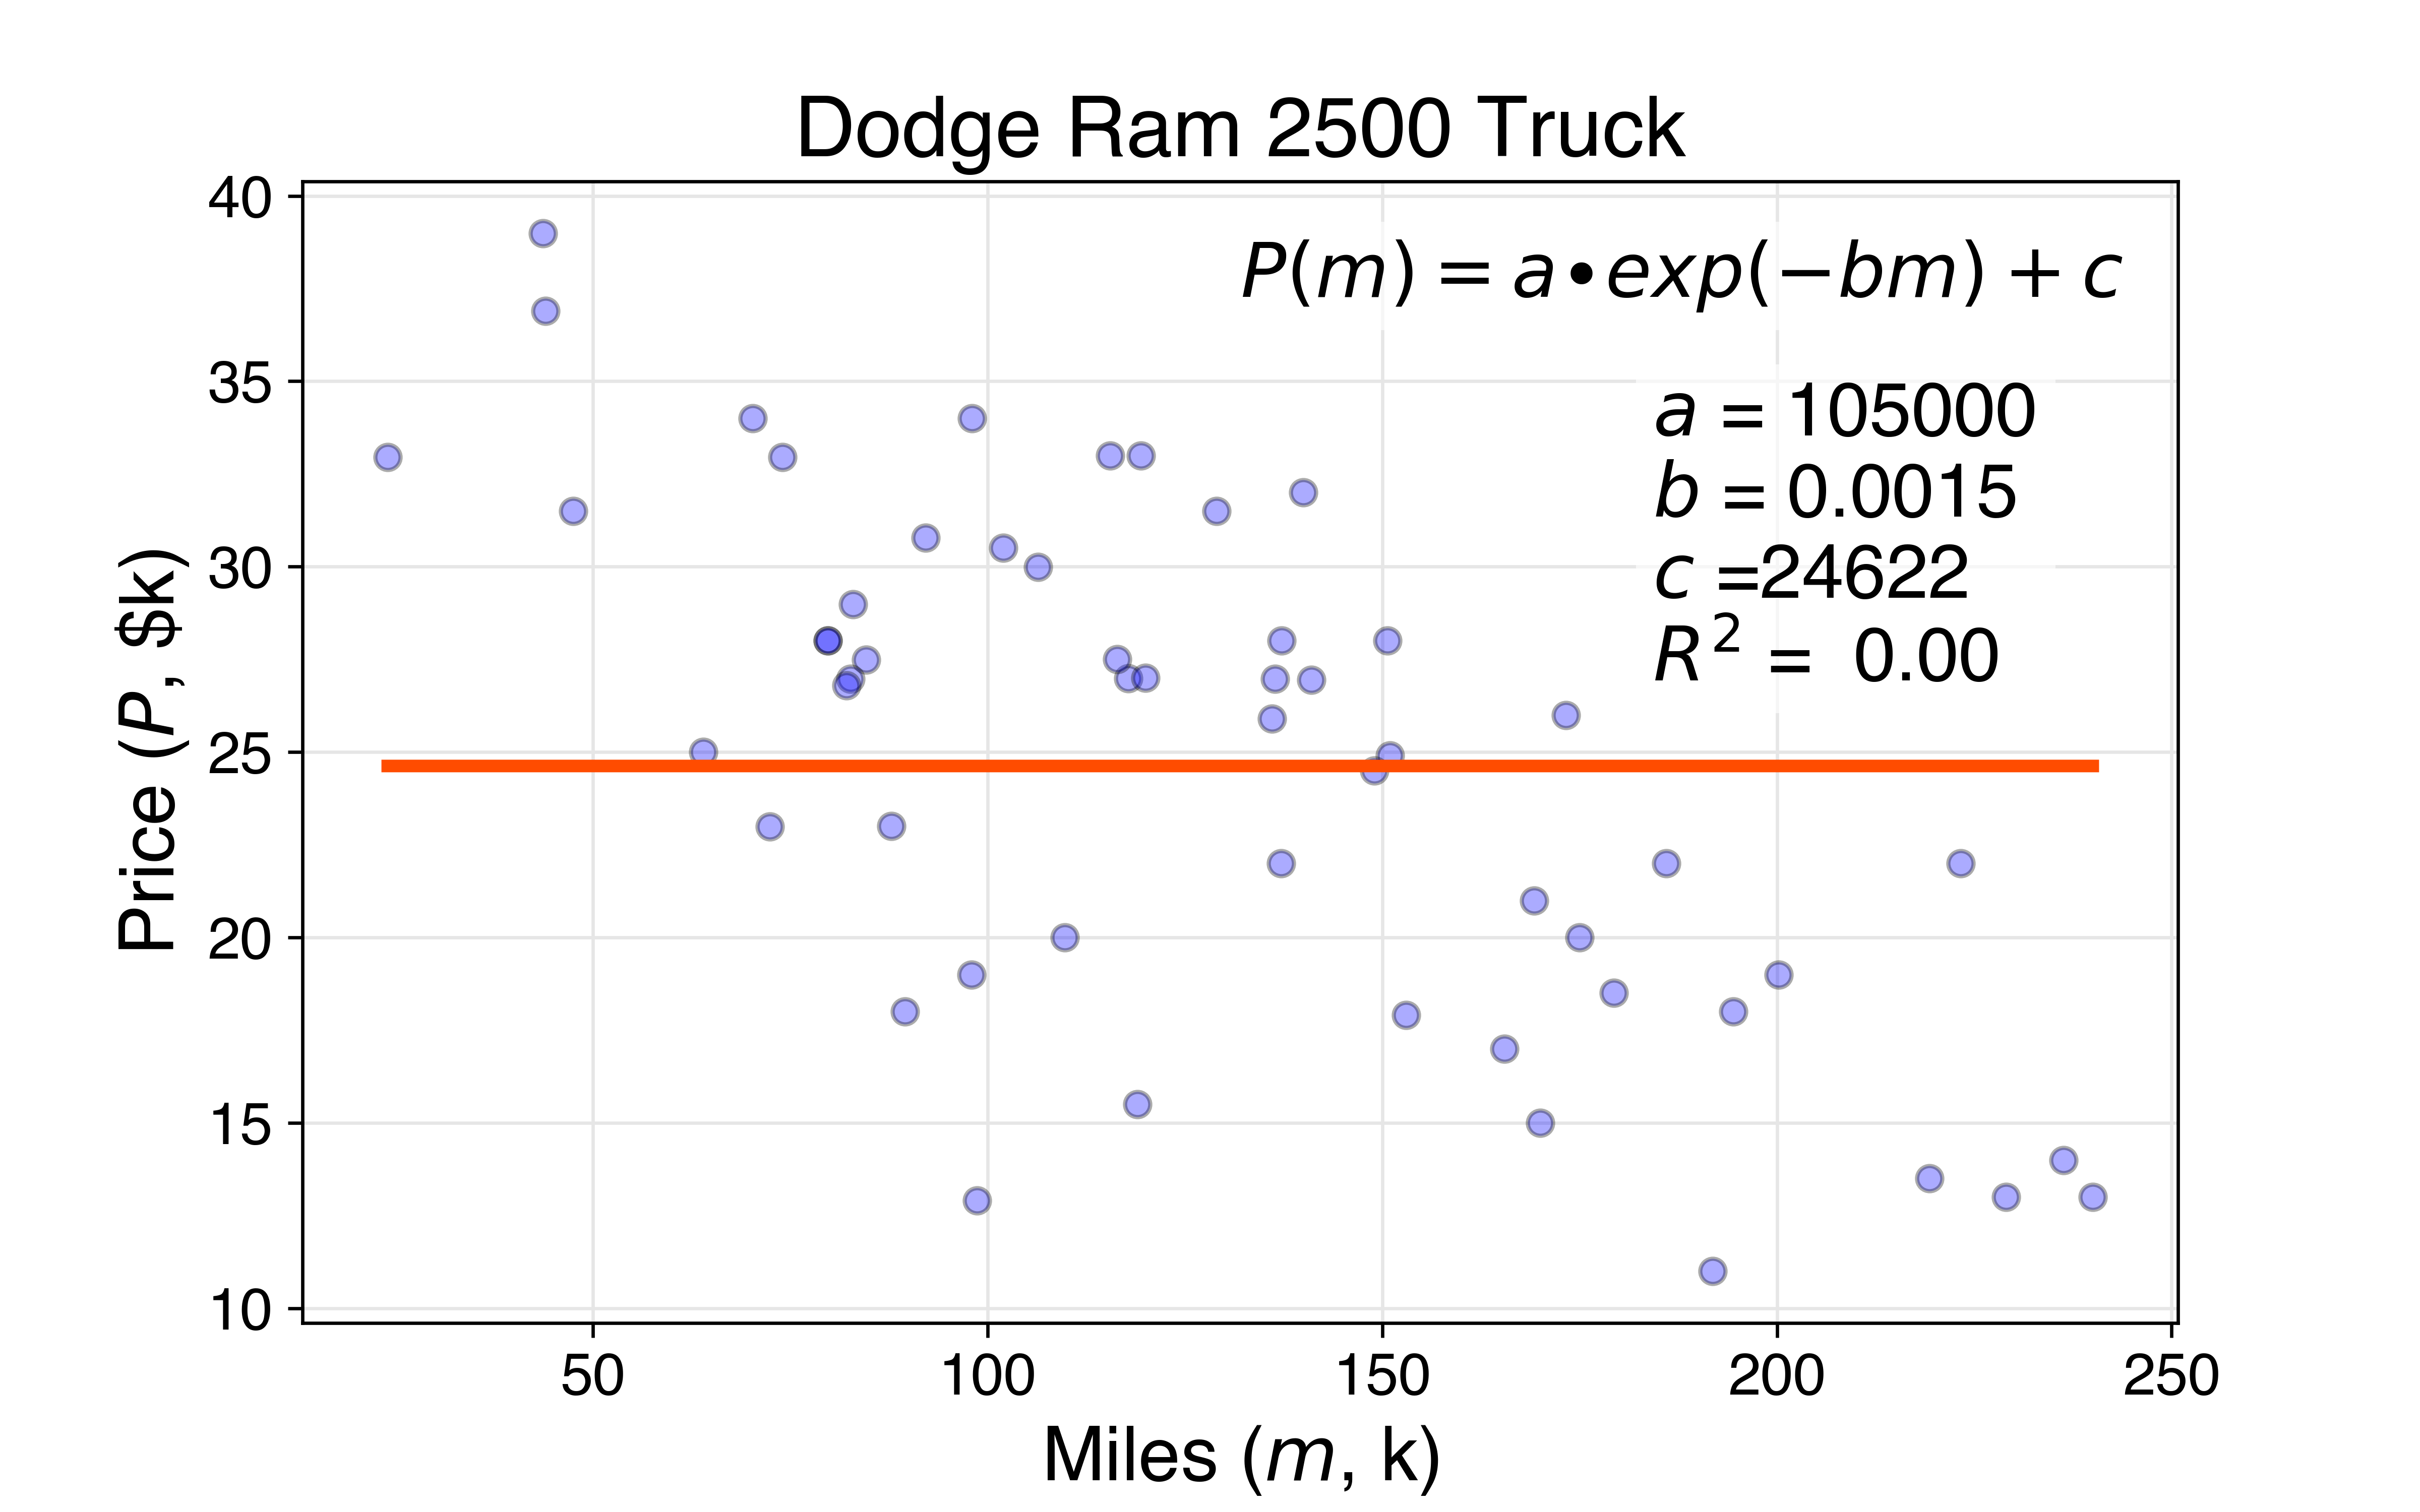 Dodge Ram 2500 Truck
P(m) = a•exp(−bm) + c
a = 105000
b = 0.0015
c =24622
R² = 0.00
Price (P, $k)
40
35
30
25
20
15
10
50 100 150 200 250
Miles (m, k)